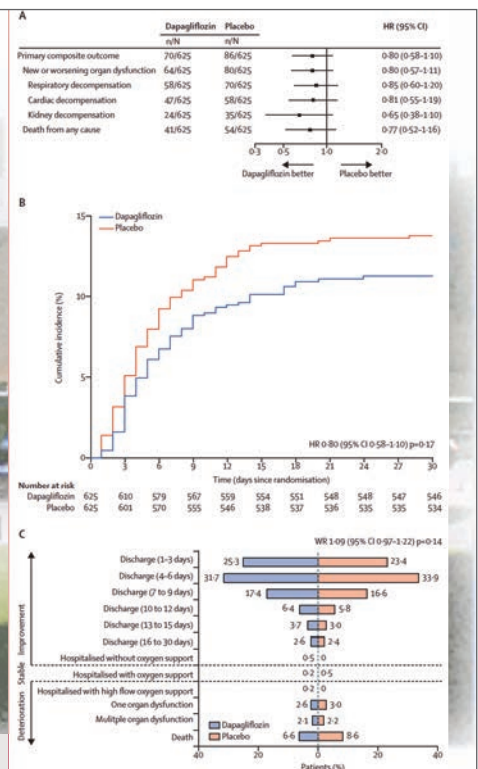 A
Dapagliflozin Placebo HR (95% CI)
n/N n/N
Primary composite outcome 70/625 86/625 0·80 (0·58–1·10)
New or worsening organ dysfunction 64/625 80/625 0·80 (0·57–1·11)
Respiratory decompensation 58/625 70/625 0·85 (0·60–1·20)
Cardiac decompensation 47/625 58/625 0·81 (0·55–1·19)
Kidney decompensation 24/625 35/625 0·65 (0·38–1·10)
Death from any cause 41/625 54/625 0·77 (0·52–1·16)
0·3 0·5 1·0 2·0
Dapagliflozin better Placebo better
B
Dapagliflozin
Placebo
Cumulative incidence (%)
15
10
5
0
HR 0·80 (95% CI 0·58–1·10) p=0·17
0 3 6 9 12 15 18 21 24 27 30
Time (days since randomisation)
Number at risk
Dapagliflozin 625 610 579 567 559 554 551 548 548 547 546
Placebo 625 601 570 555 546 538 537 536 535 535 534
C
WR 1·09 (95% CI 0·97–1·22) p=0·14
Improvement
Stable
Deterioration
Discharge (1–3 days) 25·3 23·4
Discharge (4–6 days) 31·7 33·9
Discharge (7 to 9 days) 17·4 16·6
Discharge (10 to 12 days) 6·4 5·8
Discharge (13 to 15 days) 3·7 3·0
Discharge (16 to 30 days) 2·6 2·4
Hospitalised without oxygen support 0·5 0
Hospitalised with oxygen support 0·2 0·5
Hospitalised with high flow oxygen support 0·2 0
One organ dysfunction 2·6 3·0
Mulitple organ dysfunction 2·1 2·2
Death 6·6 8·6
Dapagliflozin
Placebo
40 20 0 20 40
Patients (%)